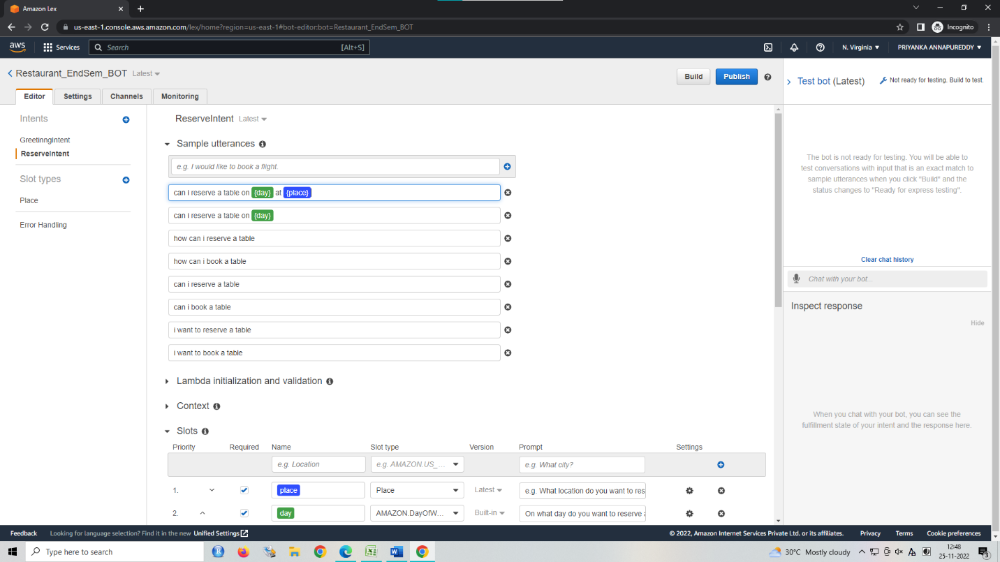 Amazon Lex
us-east-1.console.aws.amazon.com/lex/home?region=us-east-1#bot-editor:bot=Restaurant_EndSem_BOT
Incognito
aws
Services
Search
[Alt+S]
N. Virginia
PRIYANKA ANNAPUREDDY
Restaurant_EndSem_BOT Latest
Build
Publish
Test bot (Latest)
Not ready for testing. Build to test.
Editor
Settings
Channels
Monitoring
Intents
GreetinngIntent
ReserveIntent
Slot types
Place
Error Handling
ReserveIntent Latest
Sample utterances
e.g. I would like to book a flight.
can i reserve a table on {day} at {place}
can i reserve a table on {day}
how can i reserve a table
how can i book a table
can i reserve a table
can i book a table
i want to reserve a table
i want to book a table
Lambda initialization and validation
Context
Slots
Priority Required Name Slot type Version Prompt Settings
e.g. Location e.g. AMAZON.US_... e.g. What city?
1. place Place Latest e.g. What location do you want to res
2. day AMAZON.DayOfW... Built-in On what day do you want to reserve a
The bot is not ready for testing. You will be able to
test conversations with input that is an exact match to
sample utterances when you click "Build" and the
status changes to "Ready for express testing".
Clear chat history
Chat with your bot...
Inspect response
Hide
When you chat with your bot, you can see the
fulfillment state of your intent and the response here.
Feedback
Looking for language selection? Find it in the new Unified Settings
© 2022, Amazon Internet Services Private Ltd. or its affiliates.
Privacy
Terms
Cookie preferences
Type here to search
30°C Mostly cloudy
12:48
25-11-2022
3